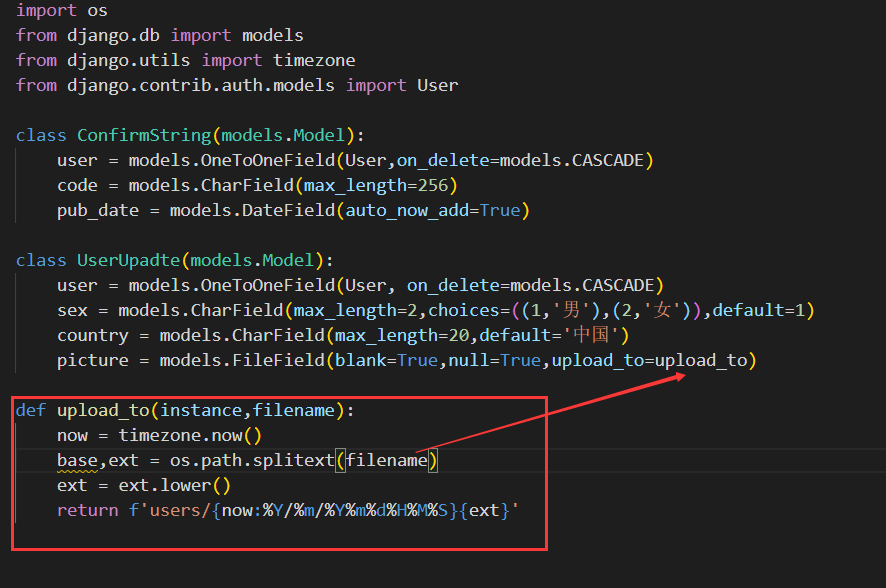 import os
from django.db import models
from django.utils import timezone
from django.contrib.auth.models import User
class ConfirmString(models.Model):
user = models.OneToOneField(User,on_delete=models.CASCADE)
code = models.CharField(max_length=256)
pub_date = models.DateField(auto_now_add=True)
class UserUpadte(models.Model):
user = models.OneToOneField(User, on_delete=models.CASCADE)
sex = models.CharField(max_length=2,choices=((1,'男'),(2,'女')),default=1)
country = models.CharField(max_length=20,default='中国')
picture = models.FileField(blank=True,null=True,upload_to=upload_to)
def upload_to(instance,filename):
now = timezone.now()
base,ext = os.path.splitext(filename)
ext = ext.lower()
return f'users/{now:%Y/%m/%Y%m%d%H%M%S}{ext}'